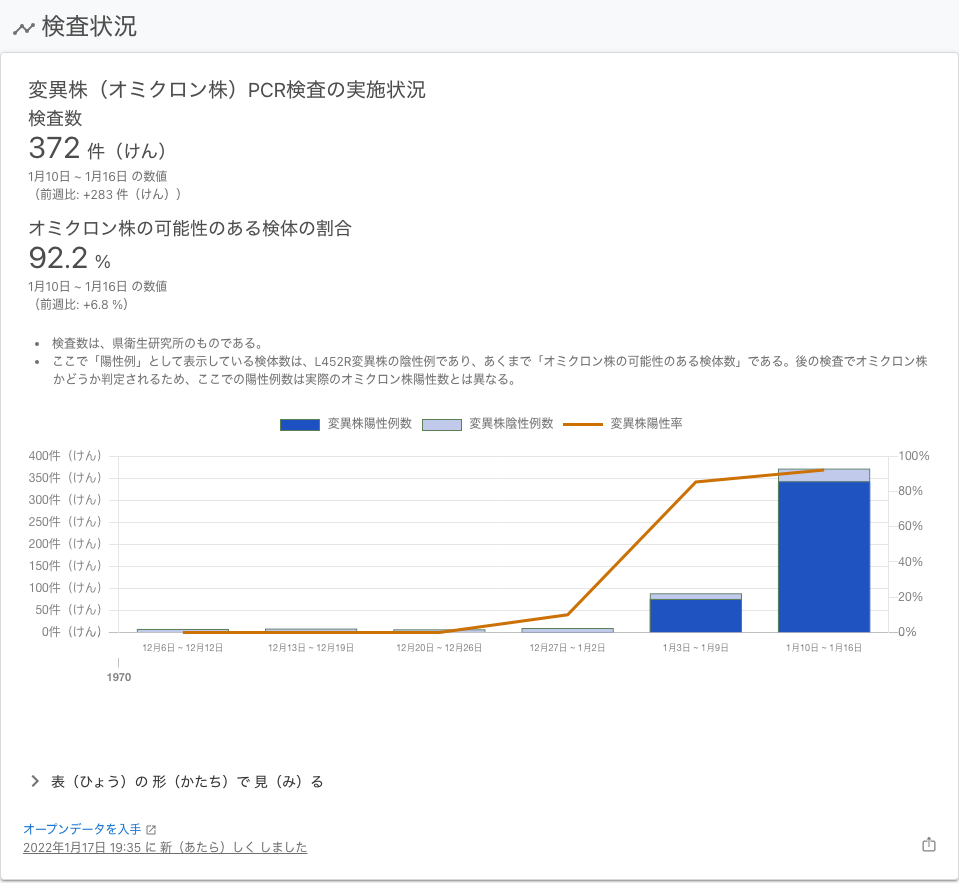 検査状況
変異株（オミクロン株）PCR検査の実施状況
検査数
372 件（けん）
1月10日 ~ 1月16日 の数値
（前週比: +283 件（けん））
オミクロン株の可能性のある検体の割合
92.2 %
1月10日 ~ 1月16日 の数値
（前週比: +6.8 %）
• 検査数は、県衛生研究所のものである。
• ここで「陽性例」として表示している検体数は、L452R変異株の陰性例であり、あくまで「オミクロン株の可能性のある検体数」である。後の検査でオミクロン株
かどうか判定されるため、ここでの陽性例数は実際のオミクロン株陽性数とは異なる。
変異株陽性例数 変異株陰性例数 変異株陽性率
400件（けん） 100%
350件（けん）
80%
300件（けん）
250件（けん）
60%
200件（けん）
40%
150件（けん）
100件（けん）
20%
50件（けん）
0件（けん） 0%
12月6日 ~ 12月12日 12月13日 ~ 12月19日 12月20日 ~ 12月26日 12月27日 ~ 1月2日 1月3日 ~ 1月9日 1月10日 ~ 1月16日
1970
表（ひょう）の 形（かたち）で 見（み）る
オープンデータを入手
2022年1月17日 19:35 に 新（あたら）しく しました